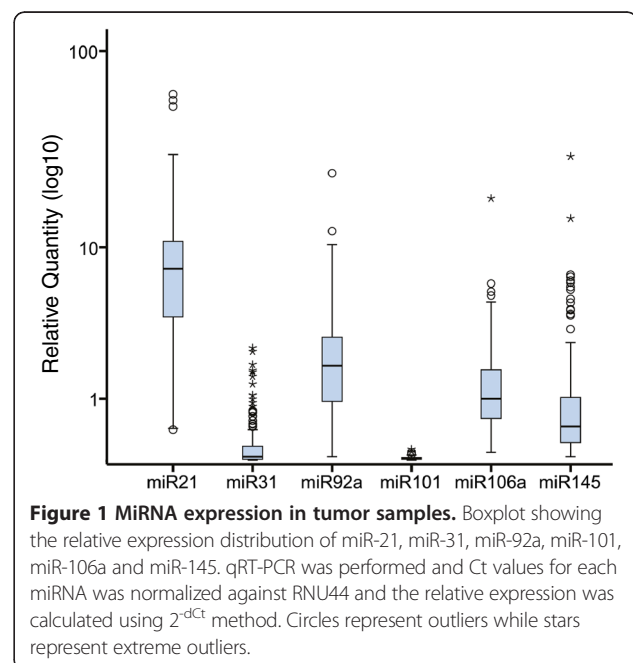 100
10
1
Relative Quantity (log10)
miR21 miR31 miR92a miR101 miR106a miR145
Figure 1 MiRNA expression in tumor samples. Boxplot showing
the relative expression distribution of miR-21, miR-31, miR-92a, miR-101,
miR-106a and miR-145. qRT-PCR was performed and Ct values for each
miRNA was normalized against RNU44 and the relative expression was
calculated using 2-dCt method. Circles represent outliers while stars
represent extreme outliers.